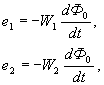 e₁ = −W₁ dΦ₀/dt ,
e₂ = −W₂ dΦ₀/dt ,